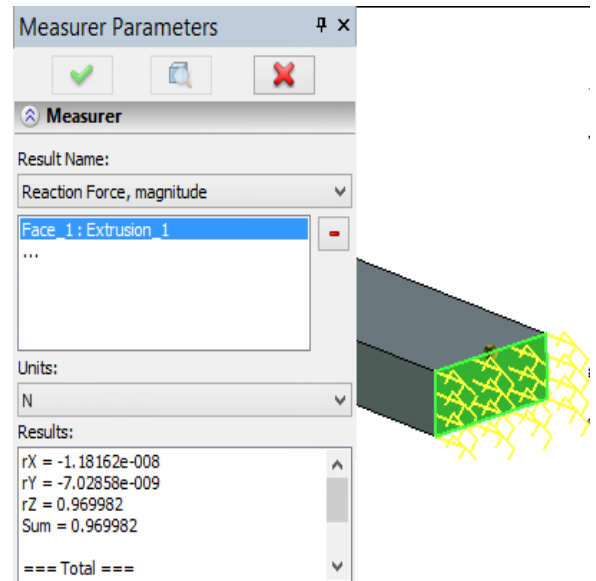 Measurer Parameters
Measurer
Result Name:
Reaction Force, magnitude
Face_1 : Extrusion_1
...
Units:
N
Results:
rX = -1.18162e-008
rY = -7.02858e-009
rZ = 0.969982
Sum = 0.969982
=== Total ===